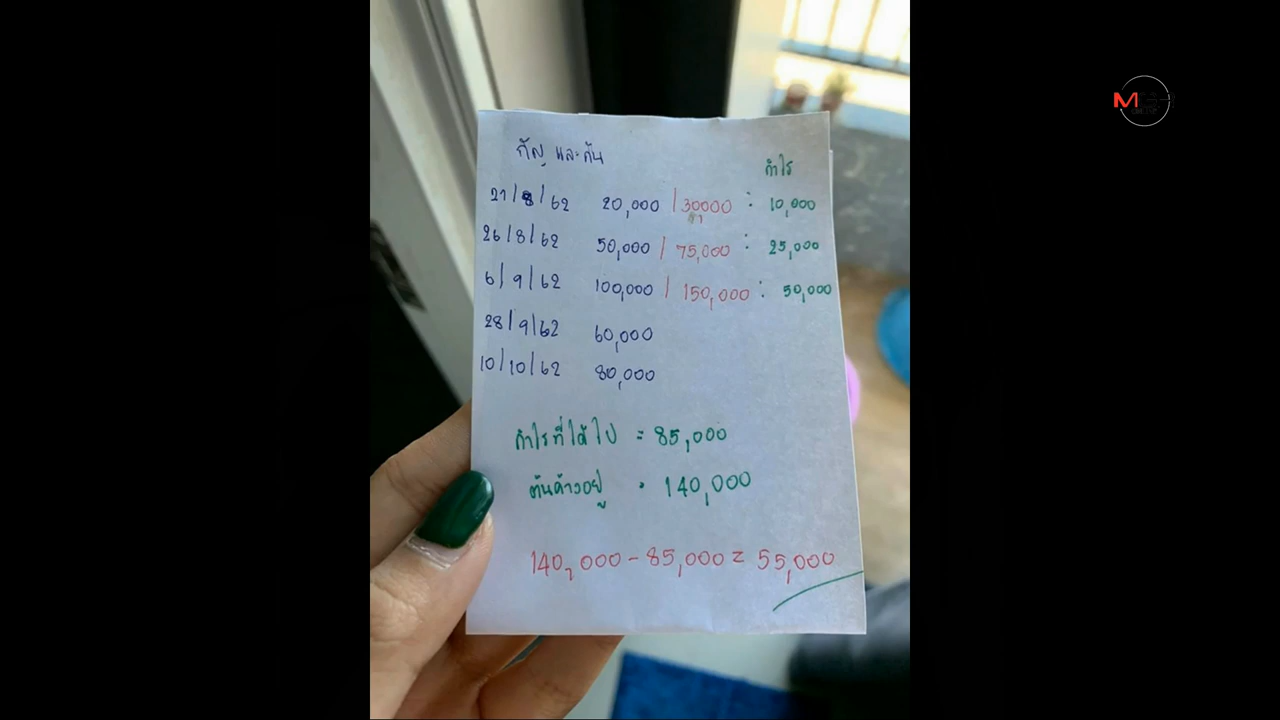 กัญ และต้น
กำไร
21/8/62 20,000 /30000 : 10,000
26/8/62 50,000 / 75,000 : 25,000
6/9/62 100,000 / 150,000 : 50,000
28/9/62 60,000
10/10/62 80,000
กำไรที่ได้ไป = 85,000
ต้นค้างอยู่ = 140,000
140,000 - 85,000 = 55,000
M